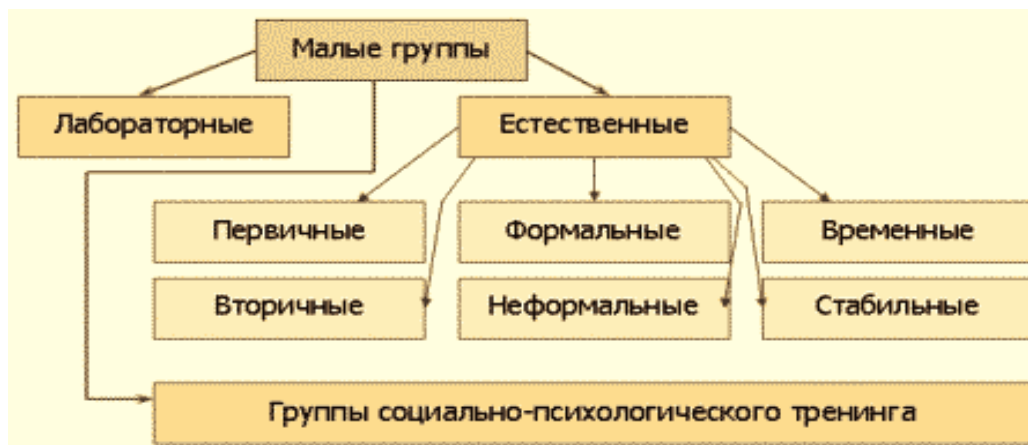 Малые группы
Лабораторные
Естественные
Первичные
Формальные
Временные
Вторичные
Неформальные
Стабильные
Группы социально-психологического тренинга